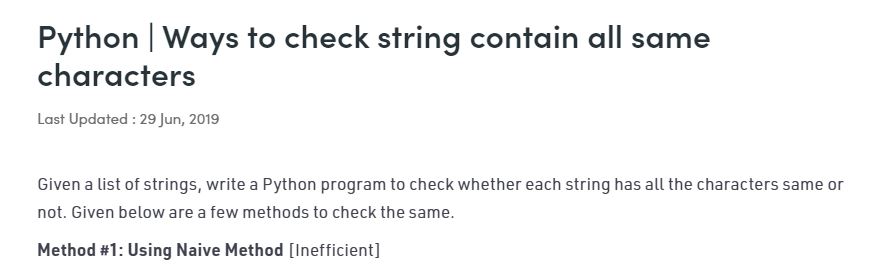 Python | Ways to check string contain all same
characters
Last Updated : 29 Jun, 2019
Given a list of strings, write a Python program to check whether each string has all the characters same or
not. Given below are a few methods to check the same.
Method #1: Using Naive Method [Inefficient]